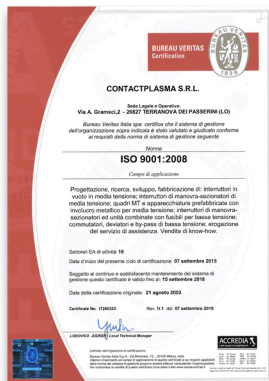 BUREAU VERITAS
Certification
BUREAU VERITAS
1828
CONTACTPLASMA S.R.L.
Sede Legale e Operativa:
Via A. Gramsci,2 - 26827 TERRANOVA DEI PASSERINI (LO)
Bureau Veritas Italia spa certifica che il sistema di gestione
dell'organizzazione sopra indicata è stato valutato e giudicato conforme
ai requisiti della norma di sistema di gestione seguente
Norma
ISO 9001:2008
Campo di applicazione
Progettazione, ricerca, sviluppo, fabbricazione di: interruttori in
vuoto in media tensione; interruttori di manovra-sezionatori di
media tensione; quadri MT e apparecchiature prefabbricate con
involucro metallico per media tensione; interruttori di manovra-
sezionatori ed unità combinate con fusibili per bassa tensione;
commutatori, deviatori e by-pass di bassa tensione; erogazione
del servizio di assistenza. Vendita di know-how.
Settore/i EA di attività 19
Data d'inizio del presente ciclo di certificazione: 07 settembre 2015
Soggetto al continuo e soddisfacente mantenimento del sistema di
gestione questo certificato è valido fino al: 15 settembre 2018
Data della certificazione originale: 21 agosto 2003
Certificato No.
Rev. N.1 del: 07 settembre 2015
LODOVICO JUCKER Local Technical Manager
ACCREDIA